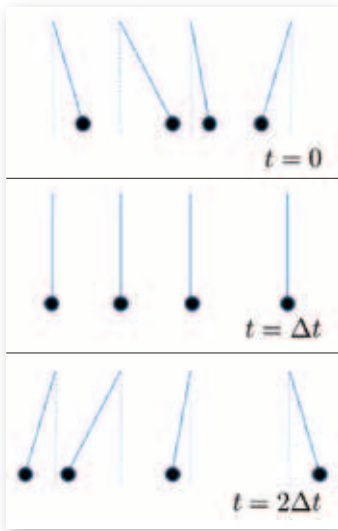 t = 0
t = Δt
t = 2Δt